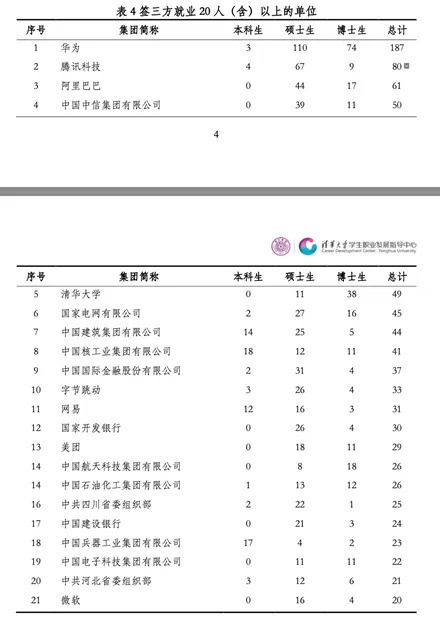 表 4 签三方就业 20 人（含）以上的单位
序号 集团简称 本科生 硕士生 博士生 总计
1 华为 3 110 74 187
2 腾讯科技 4 67 9 80
3 阿里巴巴 0 44 17 61
4 中国中信集团有限公司 0 39 11 50
4
清华大学学生职业发展指导中心
Career Development Center, Tsinghua University
序号 集团简称 本科生 硕士生 博士生 总计
5 清华大学 0 11 38 49
6 国家电网有限公司 2 27 16 45
7 中国建筑集团有限公司 14 25 5 44
8 中国核工业集团有限公司 18 12 11 41
9 中国国际金融股份有限公司 2 31 4 37
10 字节跳动 3 26 4 33
11 网易 12 16 3 31
12 国家开发银行 0 26 4 30
13 美团 0 18 11 29
14 中国航天科技集团有限公司 0 8 18 26
14 中国石油化工集团有限公司 1 13 12 26
16 中共四川省委组织部 2 22 1 25
17 中国建设银行 0 21 3 24
18 中国兵器工业集团有限公司 17 4 2 23
19 中国电子科技集团有限公司 0 11 11 22
20 中共河北省委组织部 3 12 6 21
21 微软 0 16 4 20